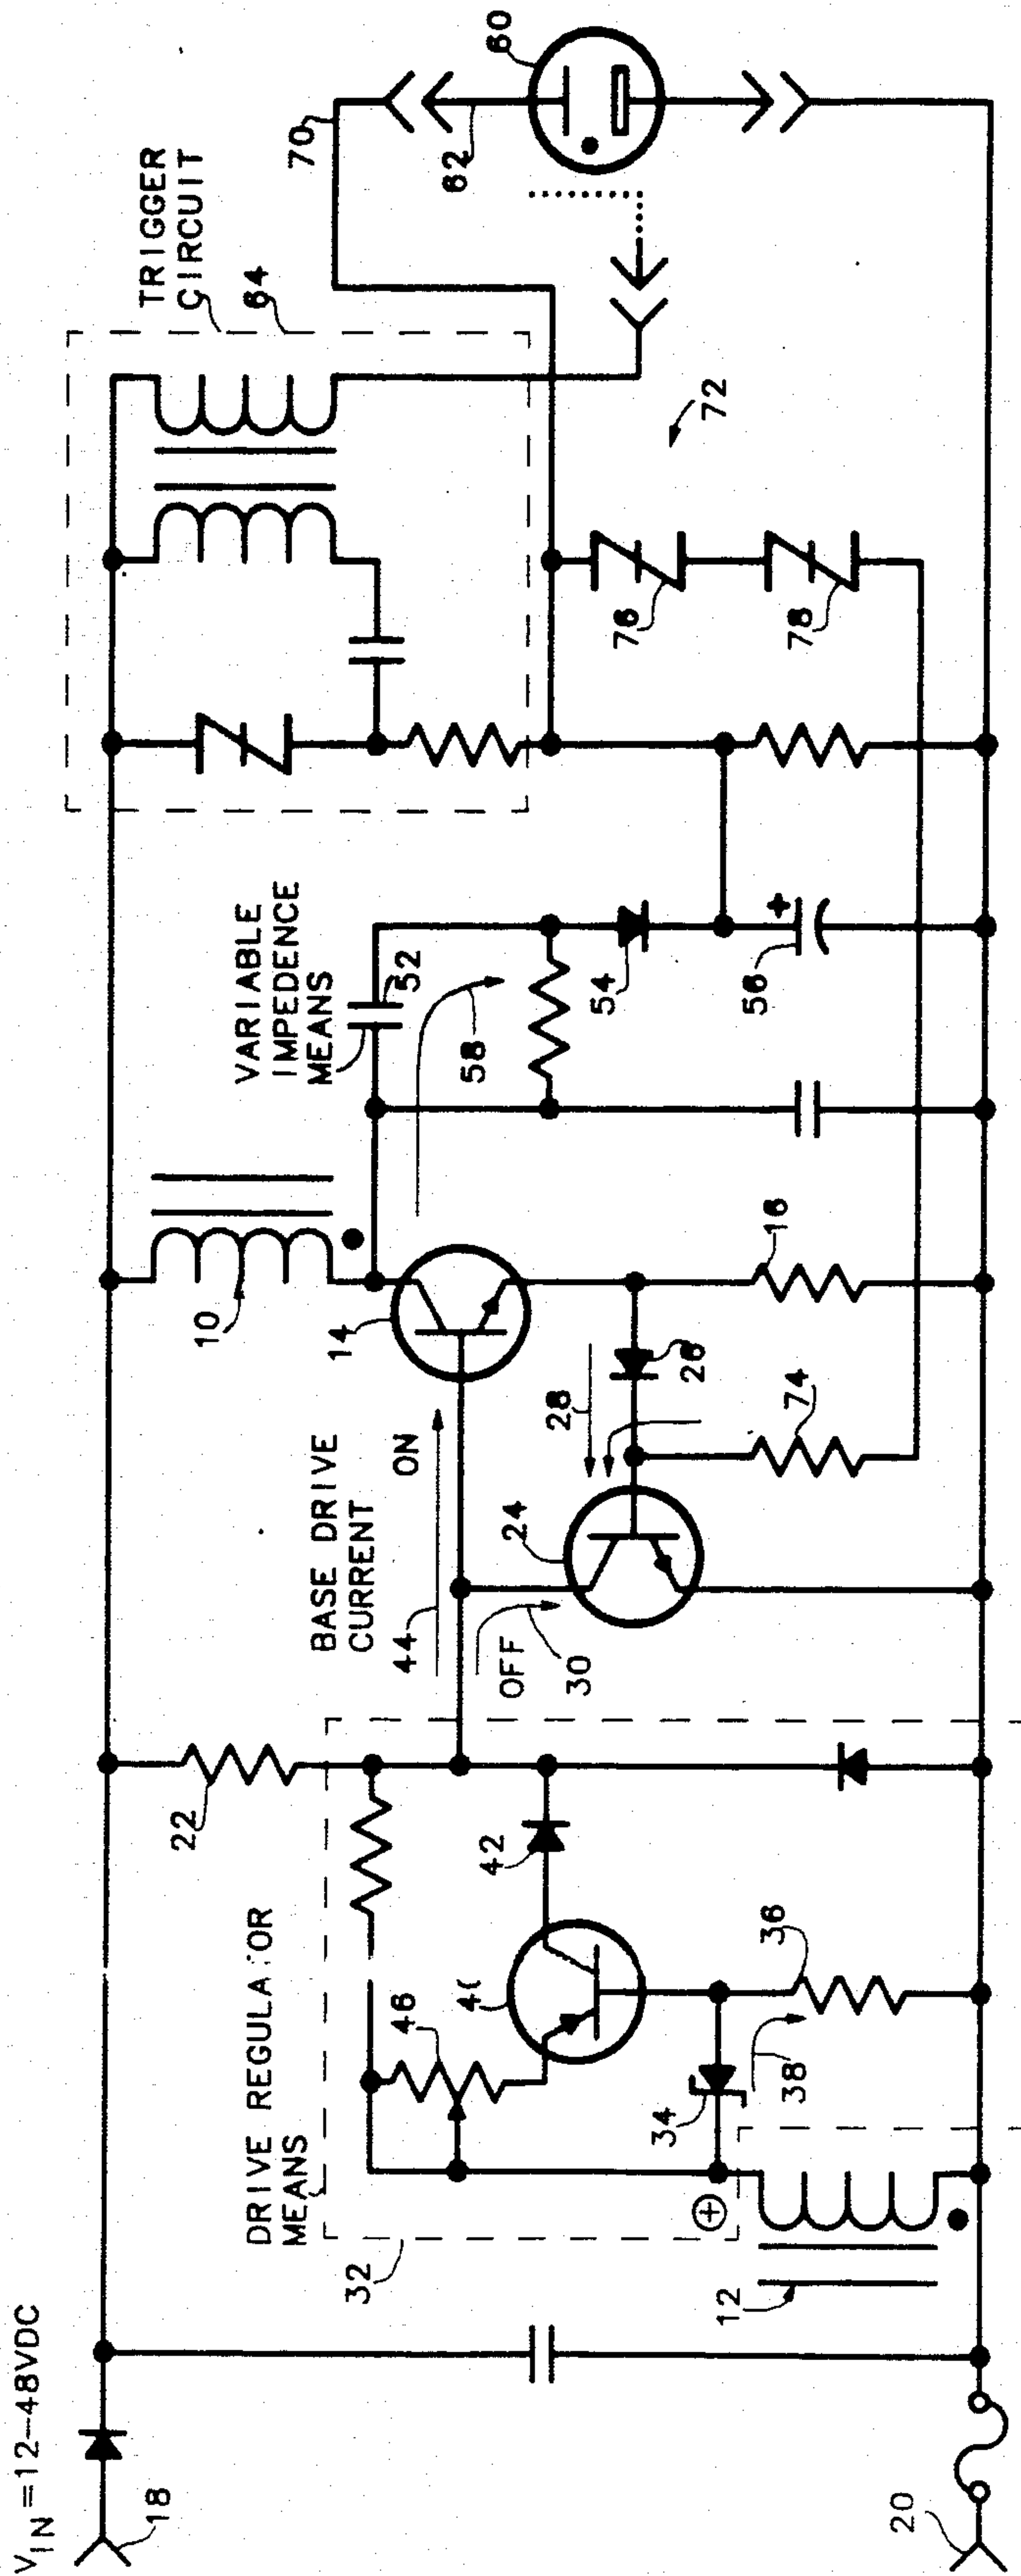 V IN = 12-48VDC
18
20
DRIVE REGULATOR
MEANS
32
12
22
46
34
38
36
42
BASE DRIVE
CURRENT
44
ON
OFF
30
24
28
26
74
16
14
10
VARIABLE
IMPEDENCE
MEANS
52
58
54
56
TRIGGER
CIRCUIT
64
70
76
78
72
62
60